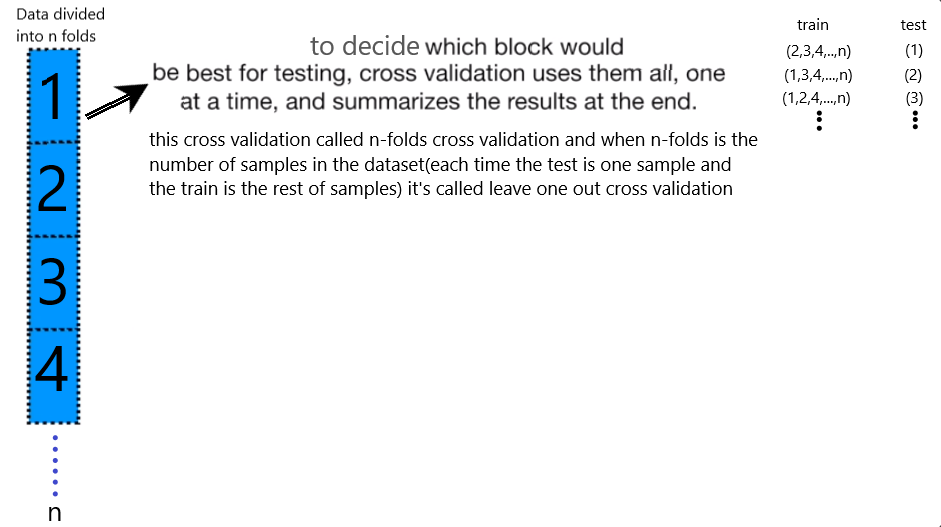 Data divided
into n folds
1
2
3
4
n
to decide which block would
be best for testing, cross validation uses them all, one
at a time, and summarizes the results at the end.
this cross validation called n-folds cross validation and when n-folds is the
number of samples in the dataset(each time the test is one sample and
the train is the rest of samples) it's called leave one out cross validation
train test
(2,3,4,..,n) (1)
(1,3,4,...,n) (2)
(1,2,4,...,n) (3)